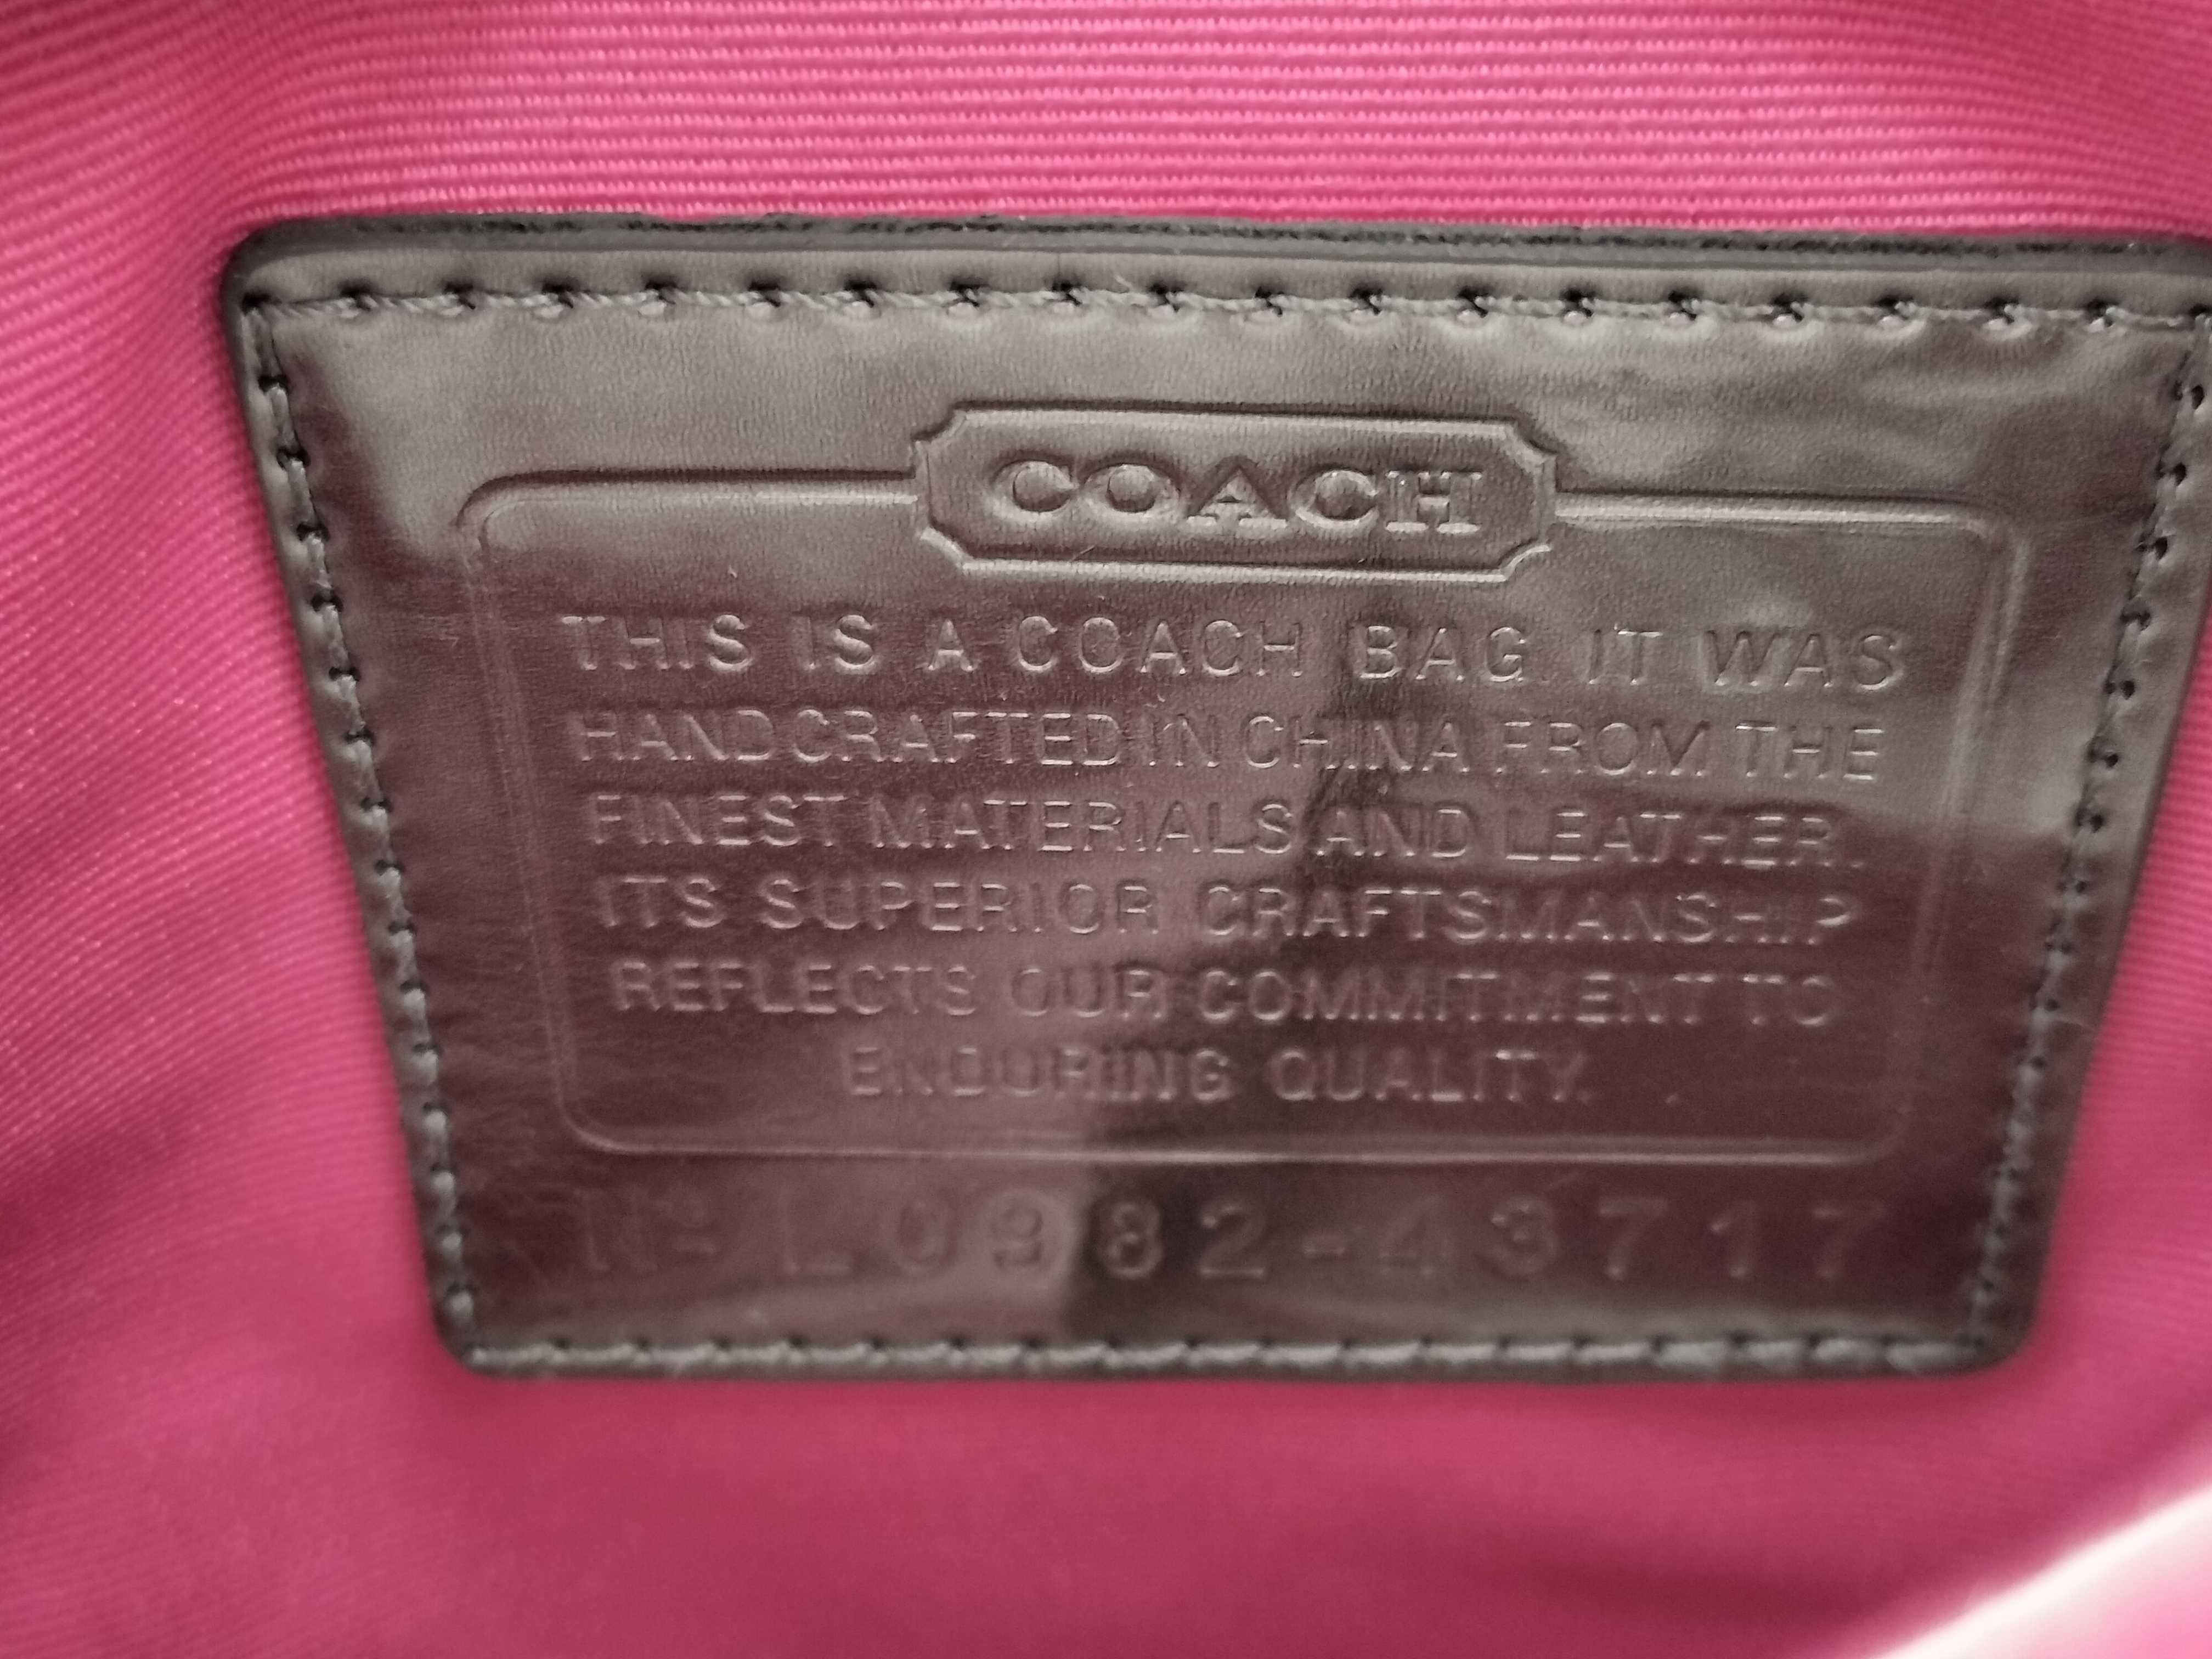 COACH
THIS IS A COACH BAG. IT WAS
HANDCRAFTED IN CHINA FROM THE
FINEST MATERIALS AND LEATHER.
ITS SUPERIOR CRAFTSMANSHIP
REFLECTS OUR COMMITMENT TO
ENDURING QUALITY.
Nº L0982-43717